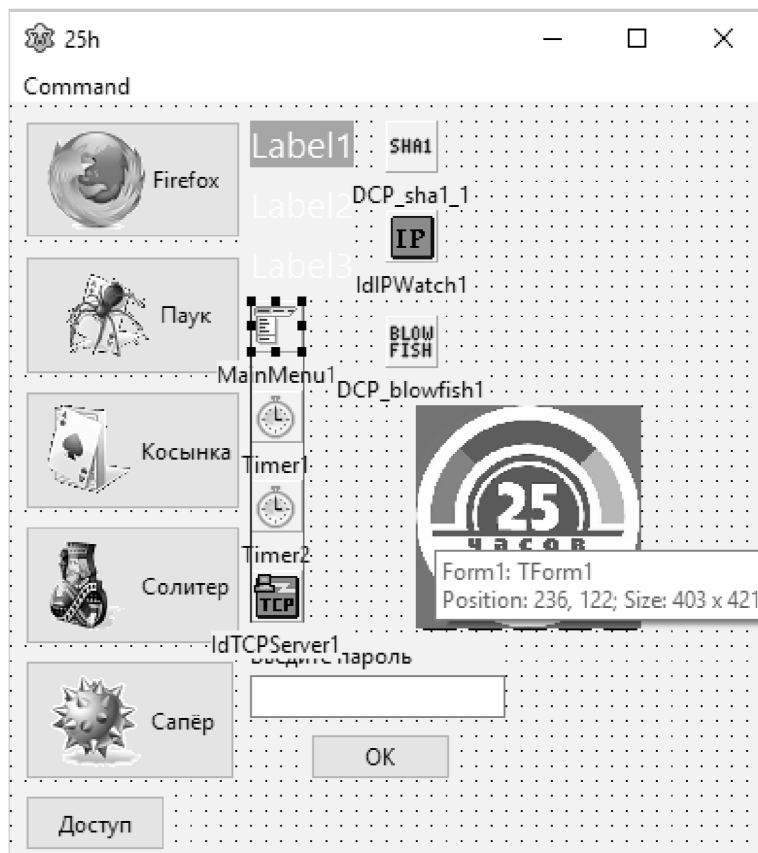 25h
Command
Firefox
Label1
SHA1
DCP_sha1_1
Label2
IP
Label3
IdIPWatch1
Паук
BLOW
FISH
MainMenu1
DCP_blowfish1
Косынка
Timer1
25
часов
Timer2
Form1: TForm1
Position: 236, 122; Size: 403 x 421
Солитер
TCP
IdTCPServer1
Введите пароль
Сапёр
OK
Доступ